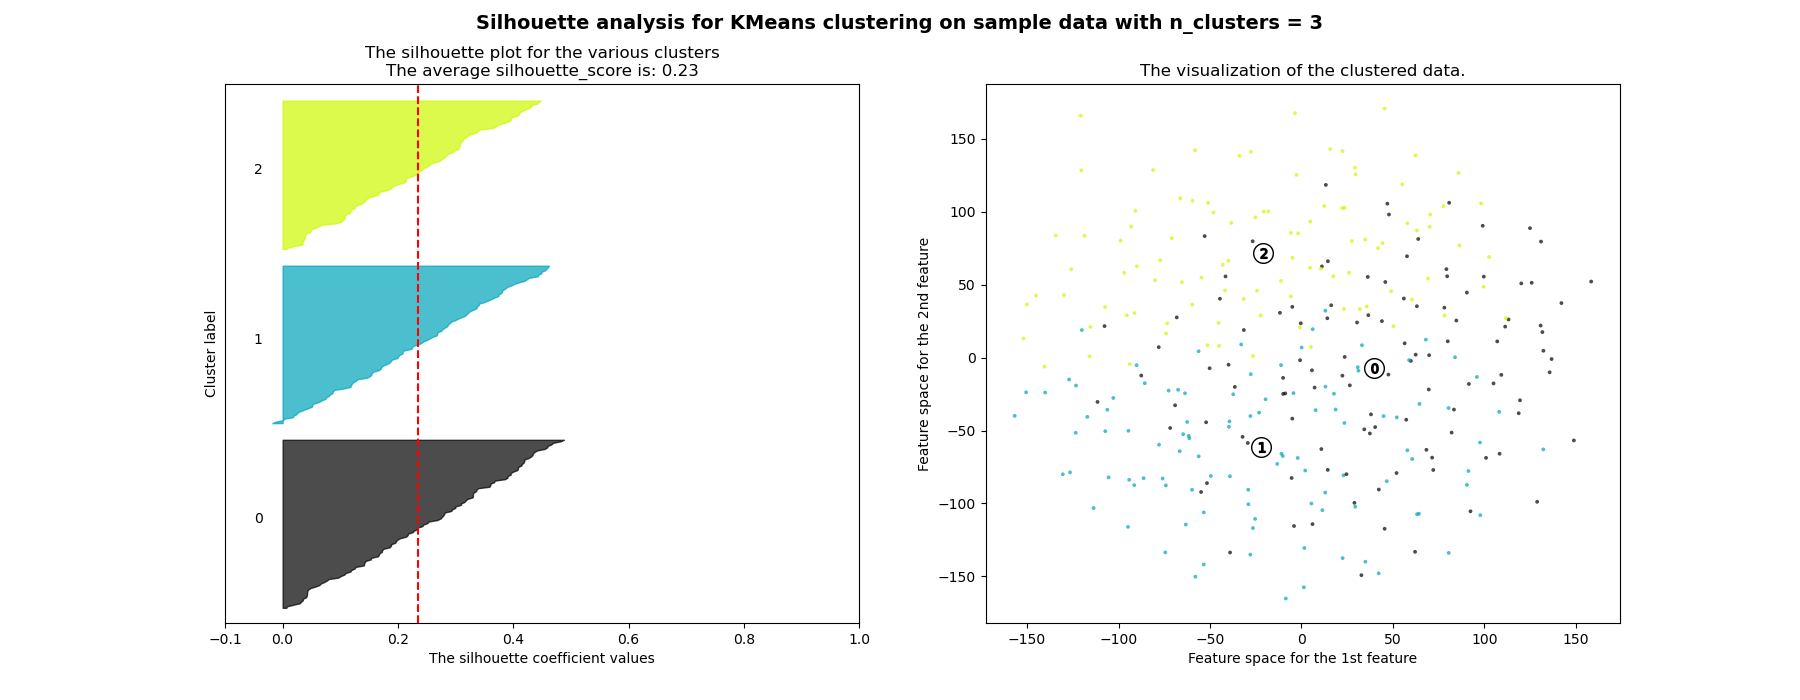 Silhouette analysis for KMeans clustering on sample data with n_clusters = 3
The silhouette plot for the various clusters
The average silhouette_score is: 0.23
2
1
0
Cluster label
−0.1 0.0 0.2 0.4 0.6 0.8 1.0
The silhouette coefficient values
The visualization of the clustered data.
150
100
50
0
−50
−100
−150
Feature space for the 2nd feature
2
0
1
−150 −100 −50 0 50 100 150
Feature space for the 1st feature